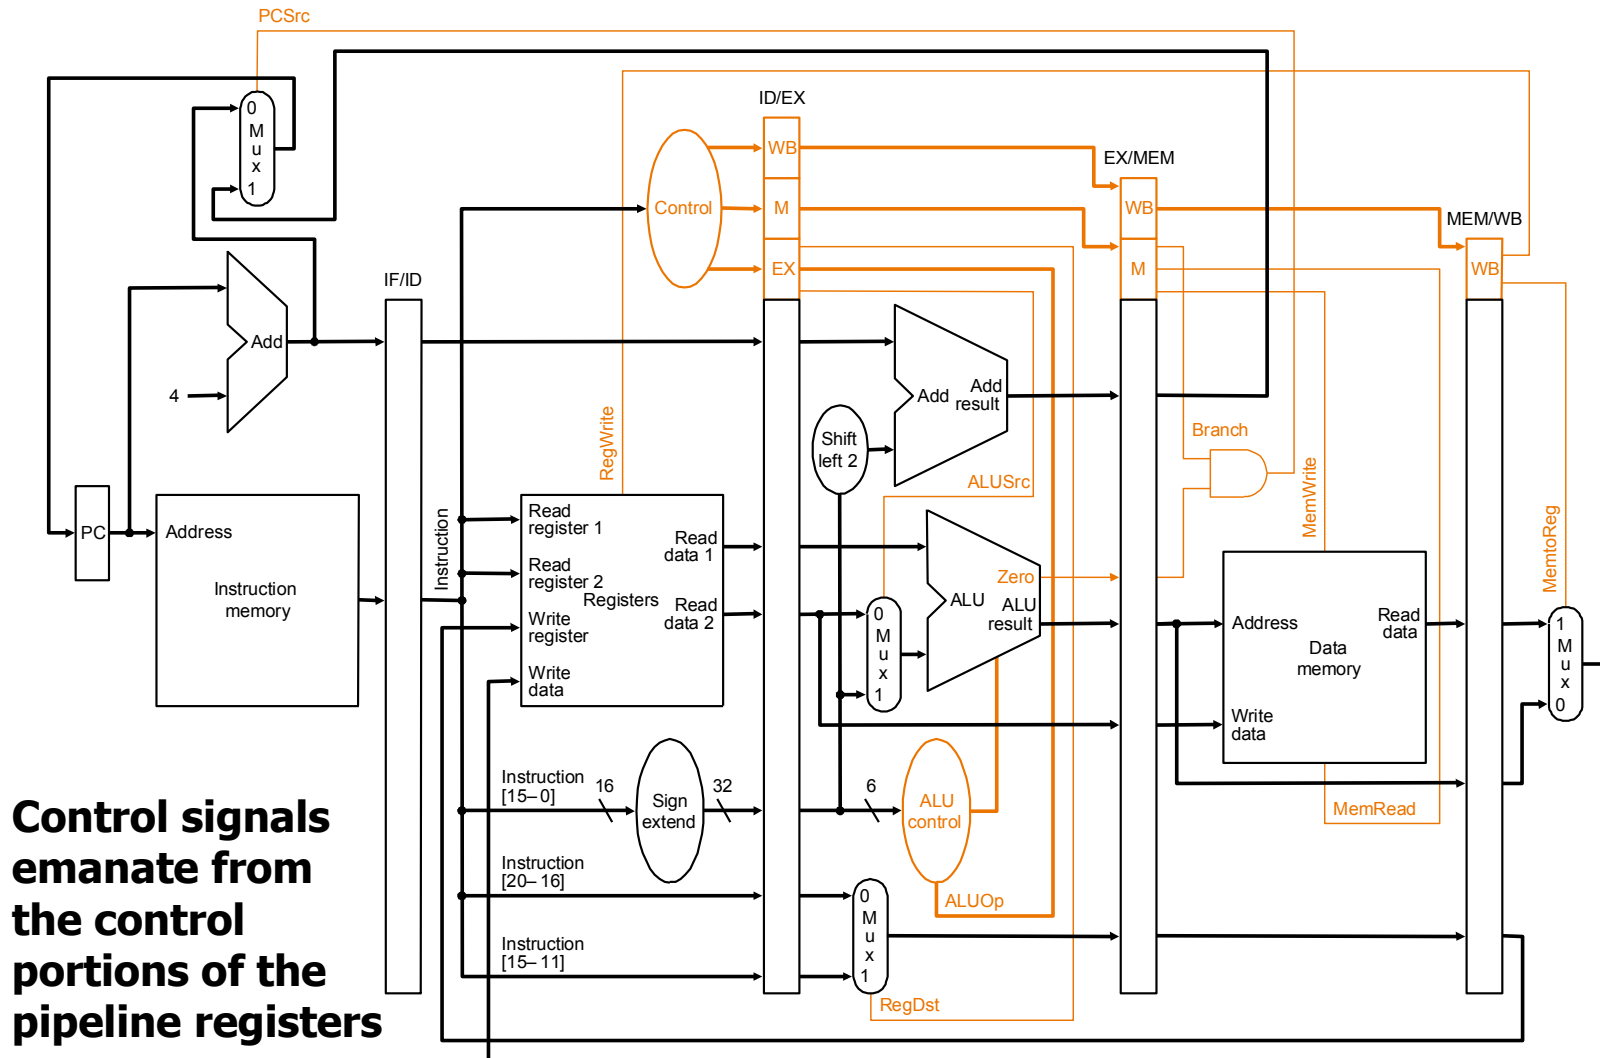 PCSrc
ID/EX
0
M
u
x
1
WB
EX/MEM
Control
M
WB
MEM/WB
EX
M
WB
IF/ID
Add
4
Add
Add
result
Shift
left 2
RegWrite
Branch
ALUSrc
MemWrite
MemtoReg
PC
Address
Instruction
memory
Instruction
Read
register 1
Read
data 1
Read
register 2
Registers
Write
register
Read
data 2
Write
data
0
M
u
x
1
Zero
ALU
ALU
result
Address
Read
data
Data
memory
Write
data
1
M
u
x
0
Instruction
[15–0]
16
Sign
extend
32
6
ALU
control
MemRead
Instruction
[20–16]
ALUOp
0
M
u
x
1
Instruction
[15–11]
RegDst
Control signals
emanate from
the control
portions of the
pipeline registers